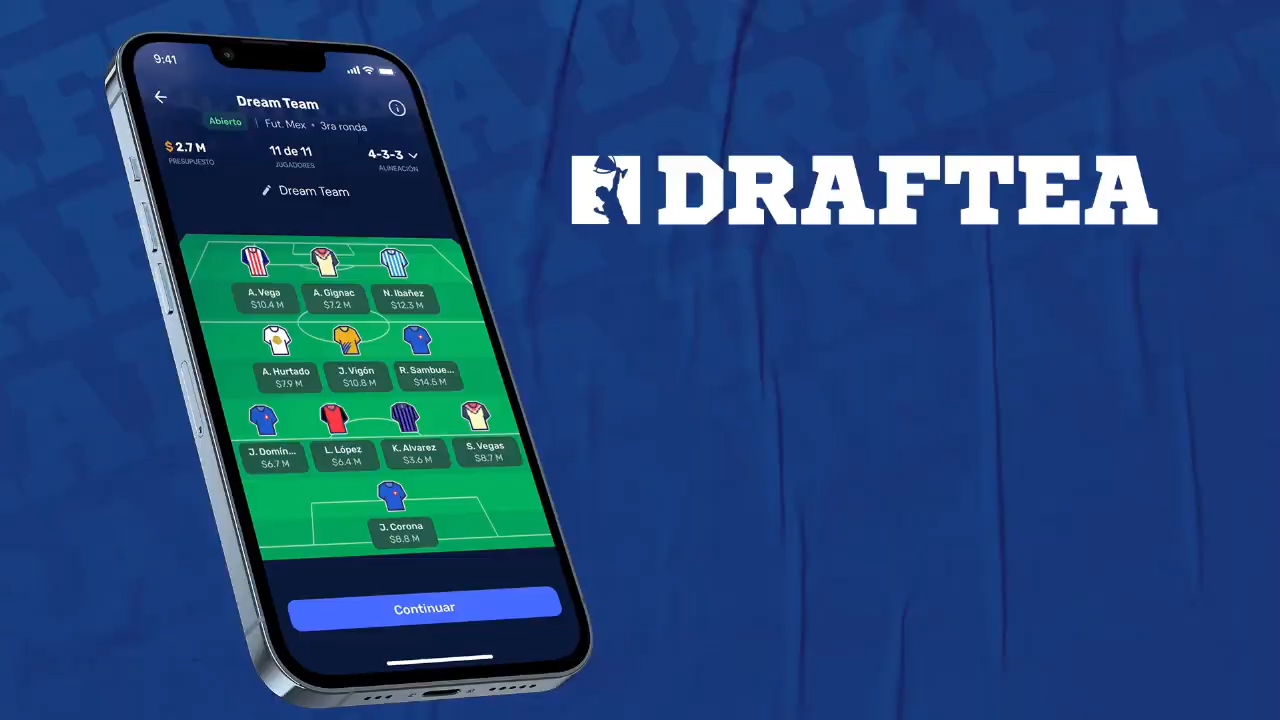 9:41
Dream Team
Abierto | Fut. Mex • 3ra ronda
$ 2.7 M 11 de 11 4-3-3
PRESUPUESTO JUGADORES ALINEACIÓN
Dream Team
A. Vega A. Gignac N. Ibáñez
$10.4 M $7.2 M $12.3 M
A. Hurtado J. Vigón R. Sambue...
$7.9 M $10.8 M $14.5 M
J. Domín... L. López K. Alvarez S. Vegas
$6.7 M $6.4 M $3.6 M $8.7 M
J. Corona
$8.8 M
Continuar
DRAFTEA